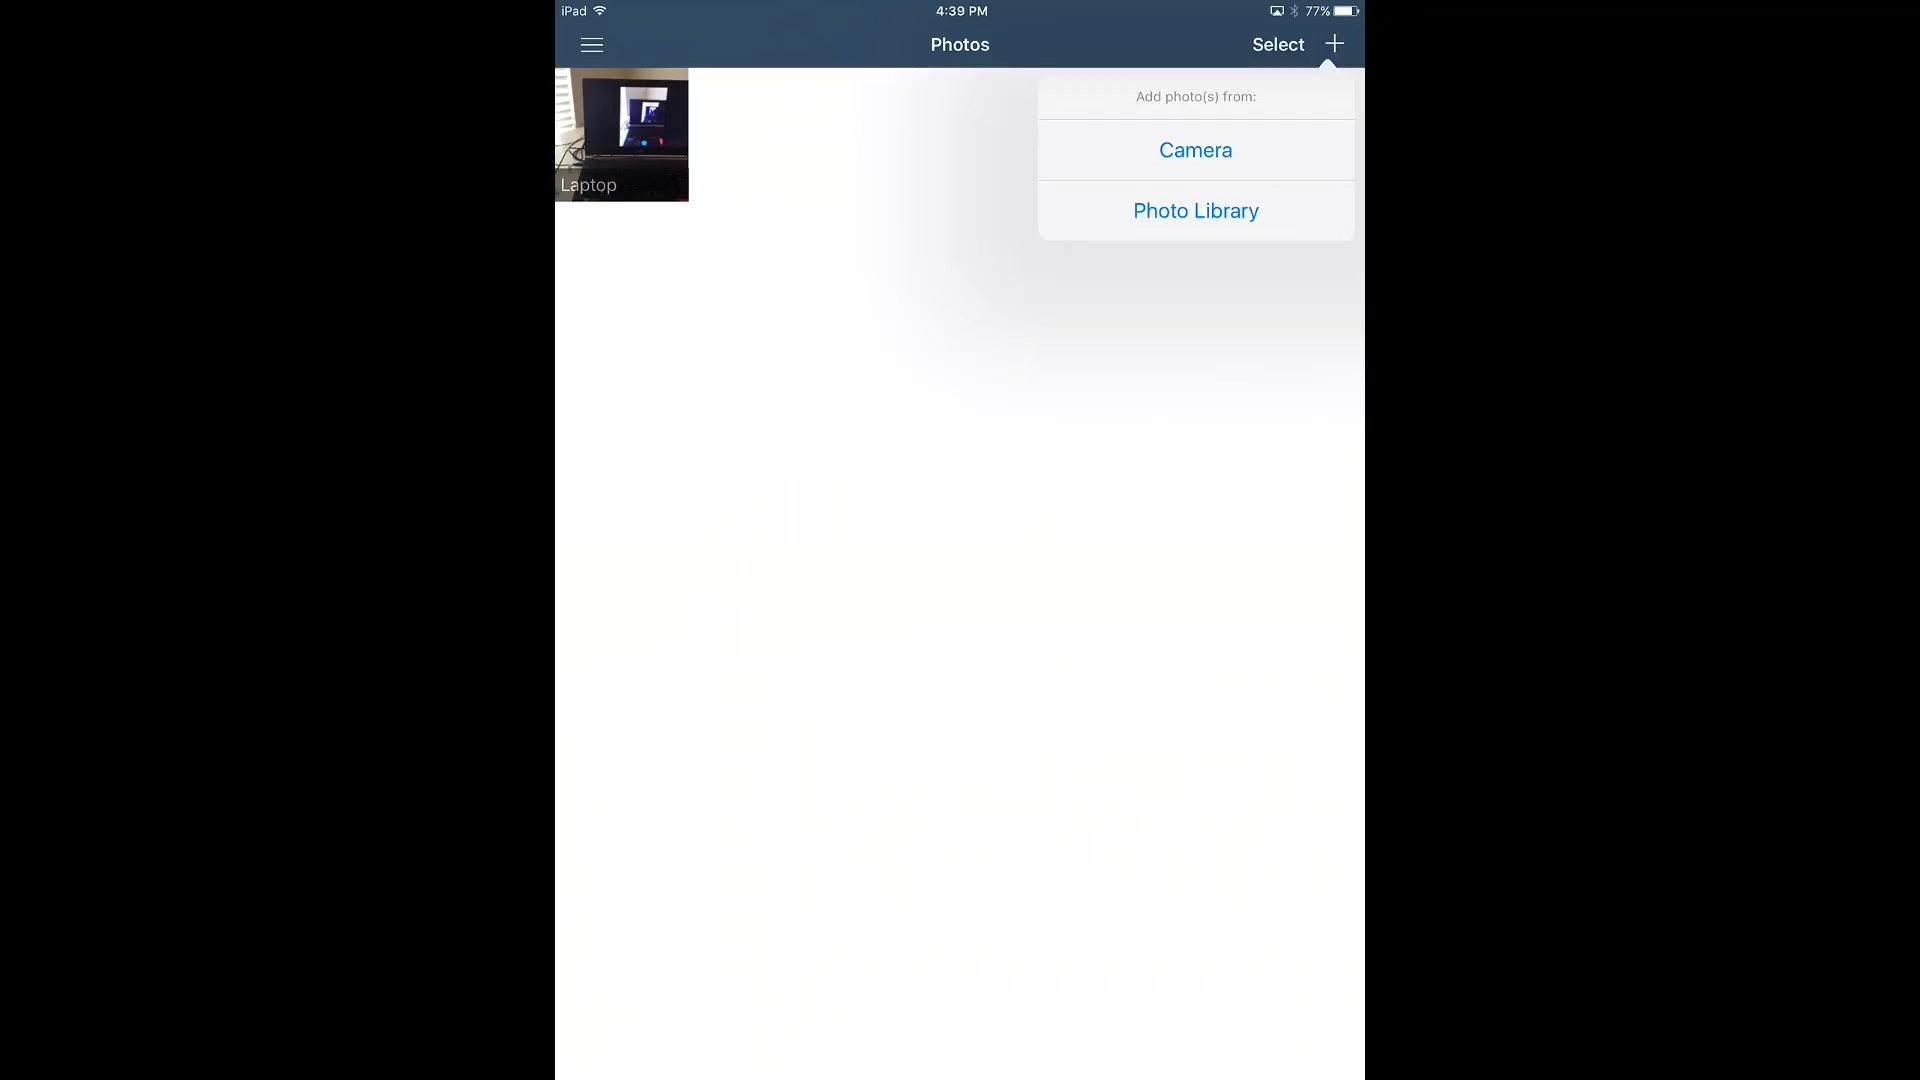 iPad 4:39 PM 77%
Photos Select
Add photo(s) from:
Camera
Laptop
Photo Library